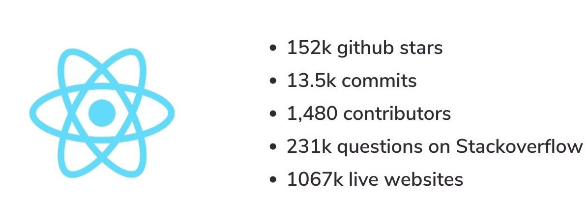 • 152k github stars
• 13.5k commits
• 1,480 contributors
• 231k questions on Stackoverflow
• 1067k live websites